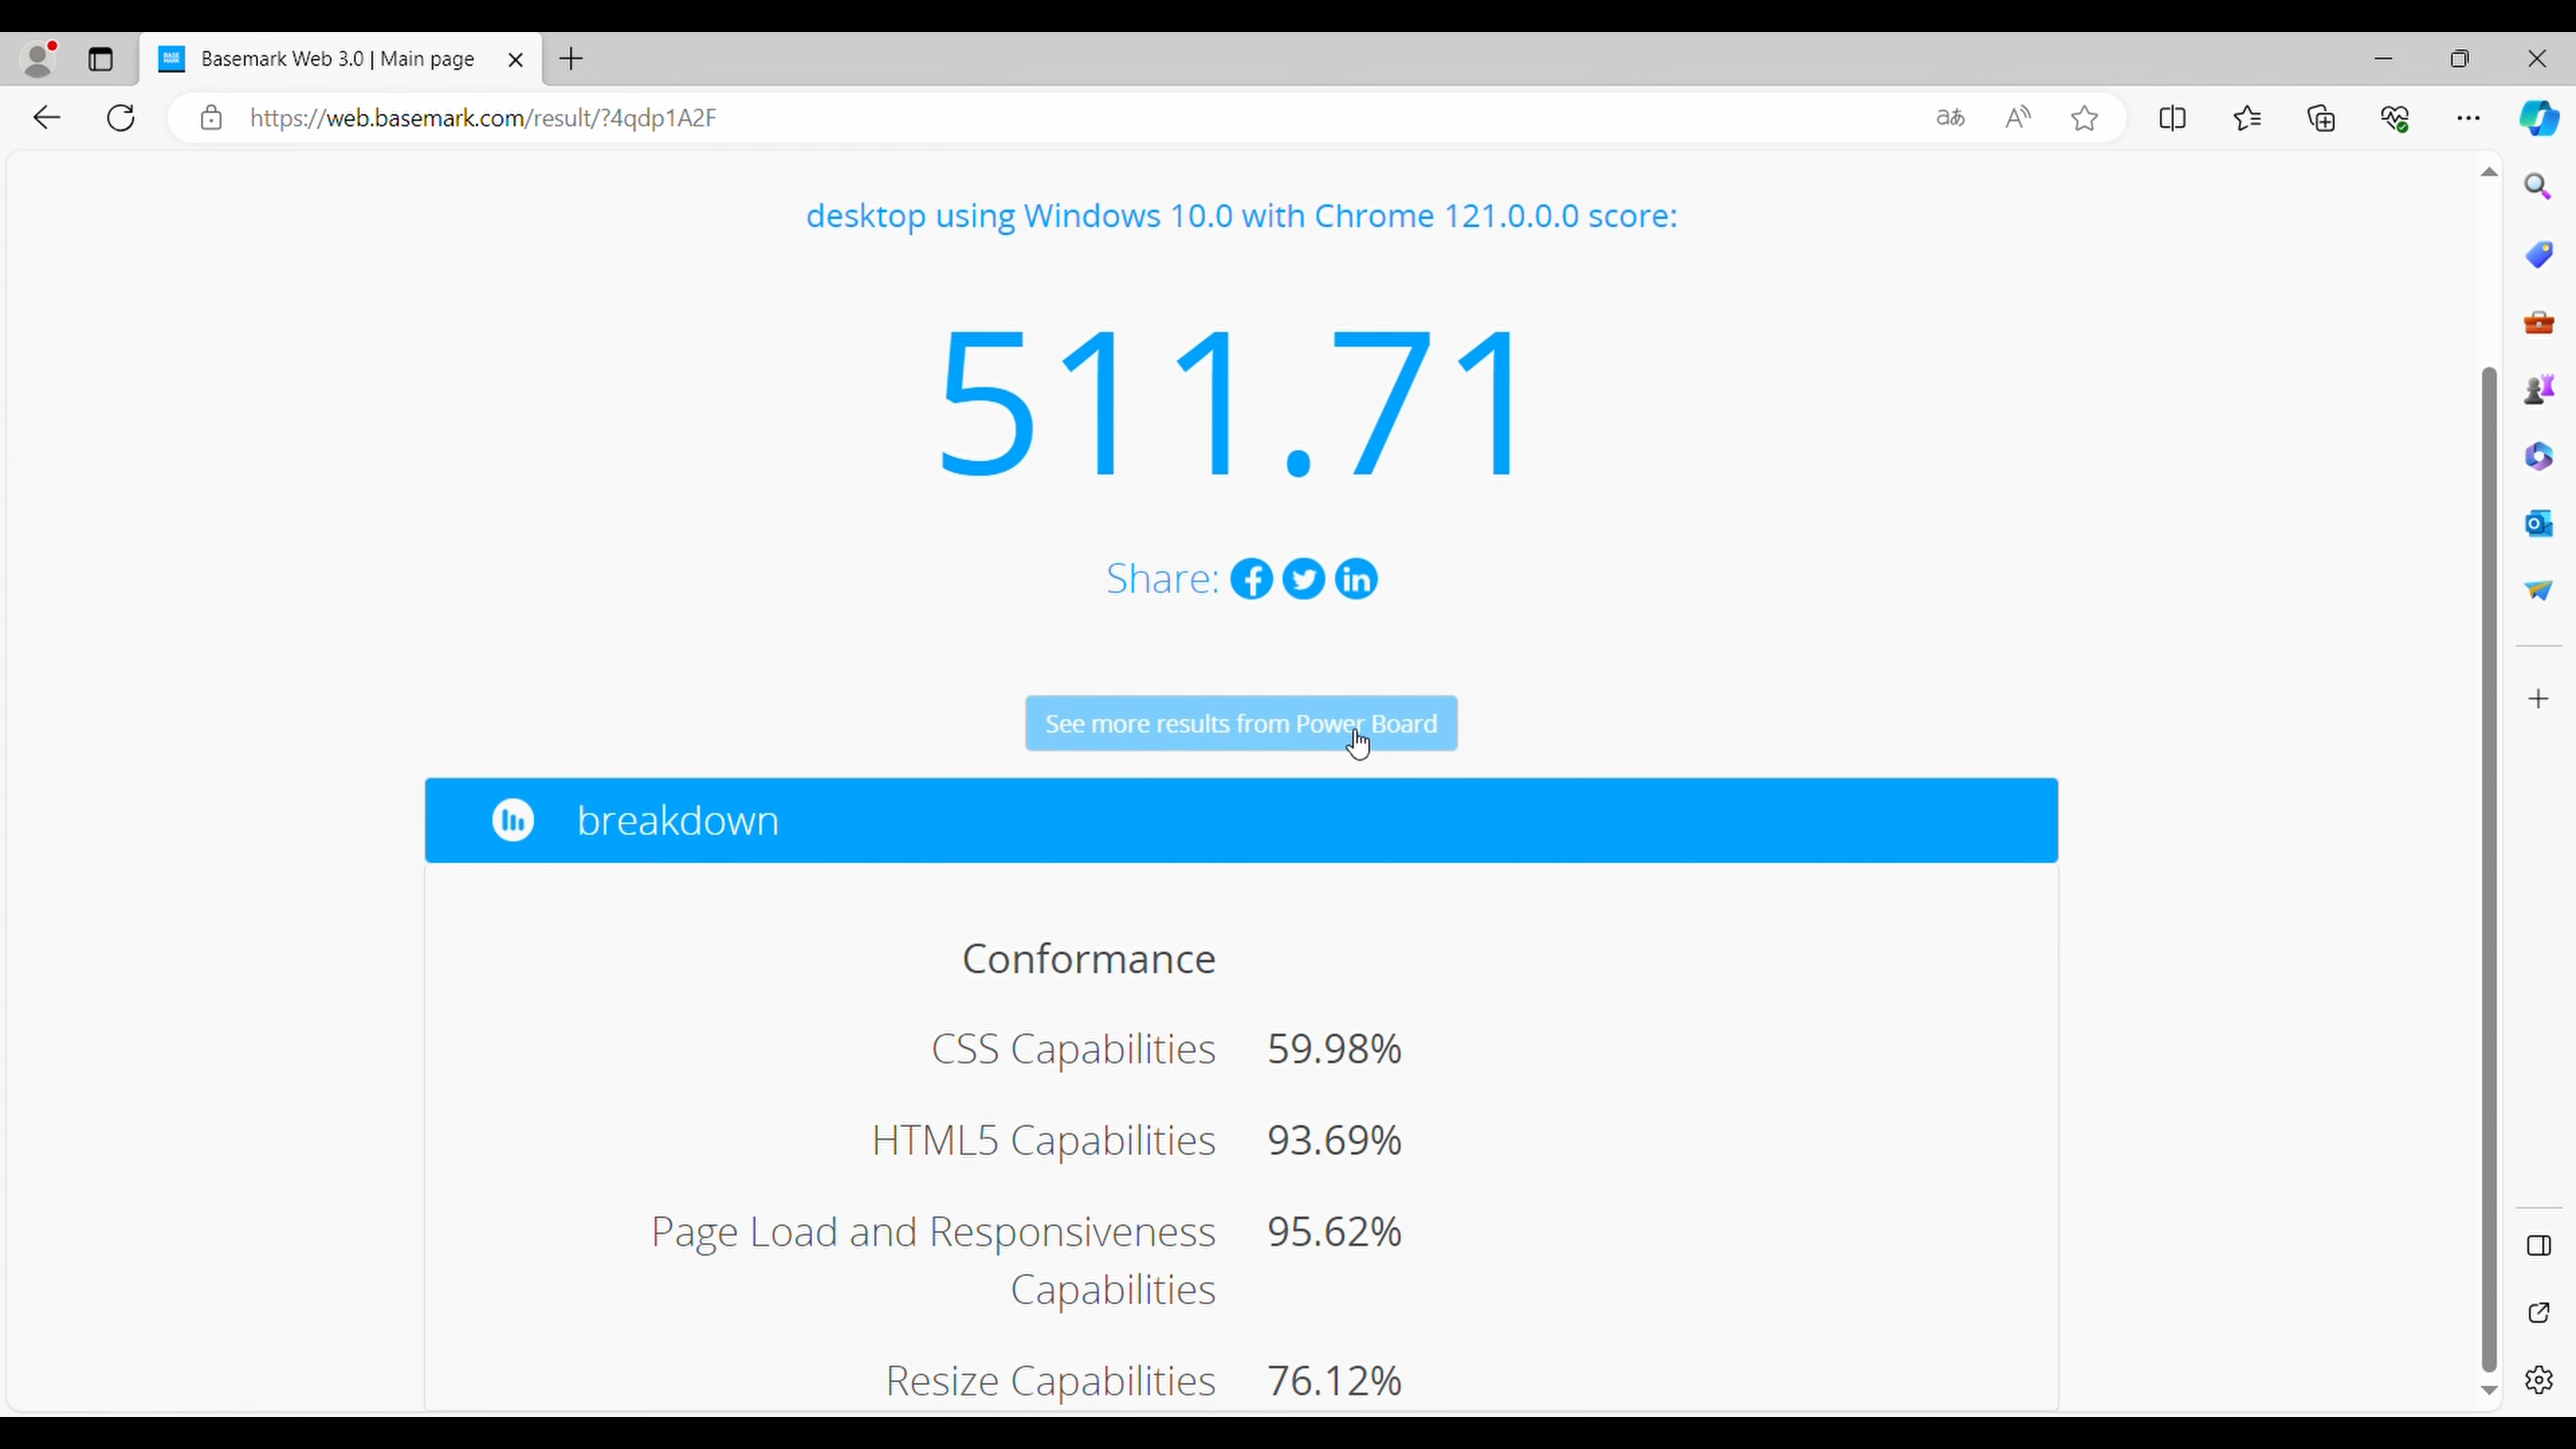 Basemark Web 3.0 | Main page
https://web.basemark.com/result/?4qdp1A2F
desktop using Windows 10.0 with Chrome 121.0.0.0 score:
511.71
Share:
See more results from Power Board
breakdown
Conformance
CSS Capabilities 59.98%
HTML5 Capabilities 93.69%
Page Load and Responsiveness 95.62%
Capabilities
Resize Capabilities 76.12%